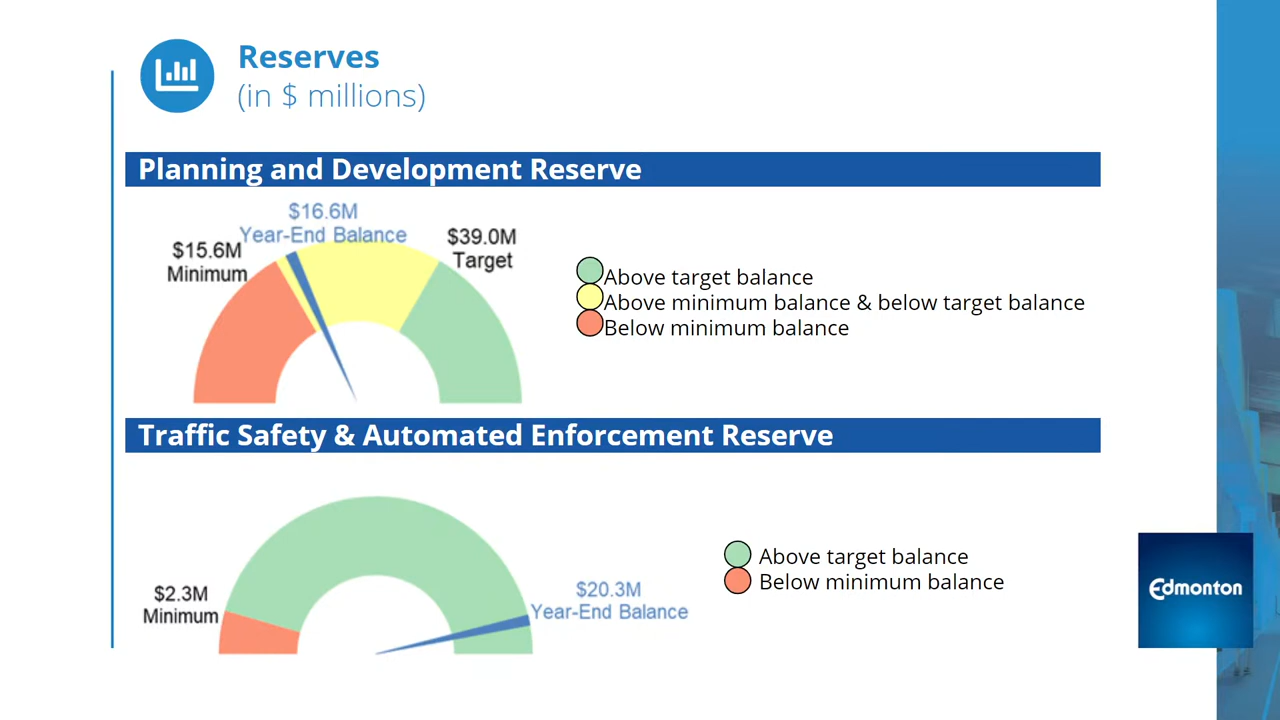 Reserves
(in $ millions)
Planning and Development Reserve
$16.6M
Year-End Balance
$15.6M
Minimum
$39.0M
Target
Above target balance
Above minimum balance & below target balance
Below minimum balance
Traffic Safety & Automated Enforcement Reserve
$2.3M
Minimum
$20.3M
Year-End Balance
Above target balance
Below minimum balance
Edmonton